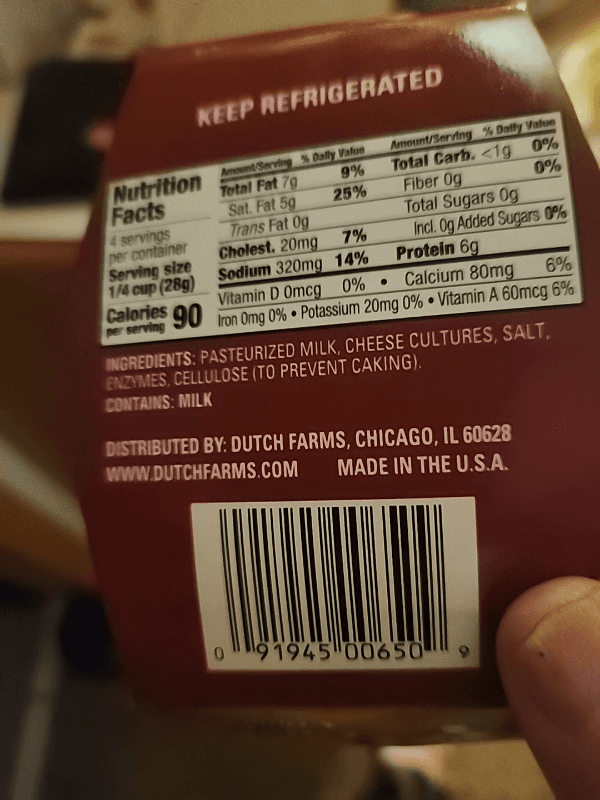 KEEP REFRIGERATED
Nutrition Facts
4 servings per container
Serving size 1/4 cup (28g)
Calories per serving 90
Amount/Serving % Daily Value
Total Fat 7g 9%
Sat. Fat 5g 25%
Trans Fat 0g
Cholest. 20mg 7%
Sodium 320mg 14%
Amount/Serving % Daily Value
Total Carb. <1g 0%
Fiber 0g 0%
Total Sugars 0g
Incl. 0g Added Sugars 0%
Protein 6g
Vitamin D 0mcg 0% • Calcium 80mg 6%
Iron 0mg 0% • Potassium 20mg 0% • Vitamin A 60mcg 6%
INGREDIENTS: PASTEURIZED MILK, CHEESE CULTURES, SALT,
ENZYMES, CELLULOSE (TO PREVENT CAKING).
CONTAINS: MILK
DISTRIBUTED BY: DUTCH FARMS, CHICAGO, IL 60628
WWW.DUTCHFARMS.COM MADE IN THE U.S.A.
0 91945 00650 9